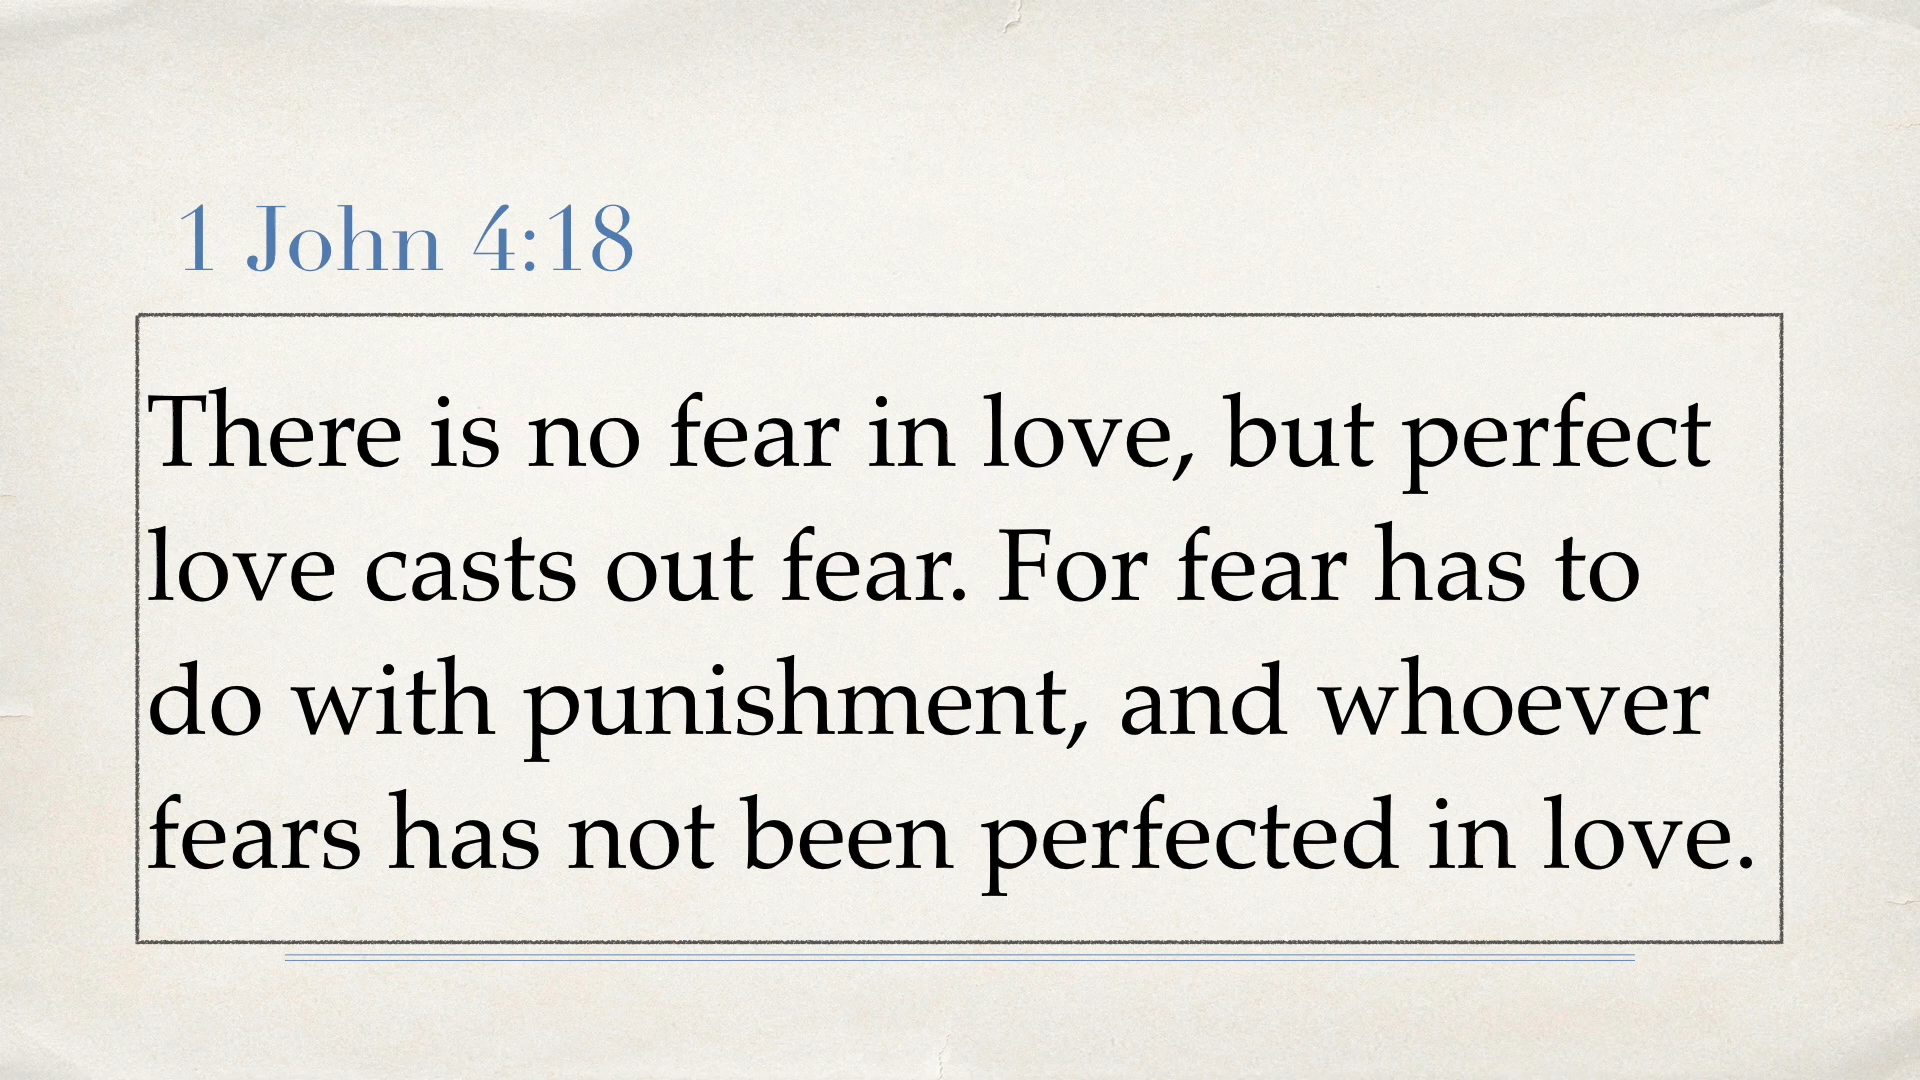 1 John 4:18
There is no fear in love, but perfect
love casts out fear. For fear has to
do with punishment, and whoever
fears has not been perfected in love.